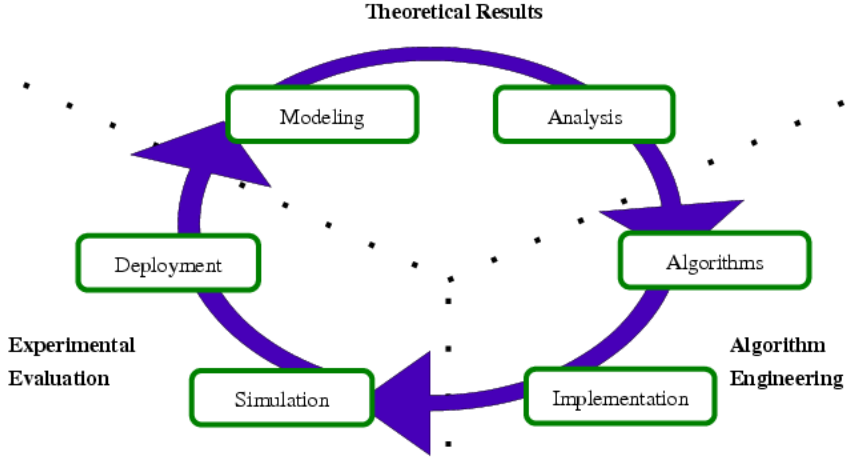 Theoretical Results
Modeling
Analysis
Deployment
Algorithms
Experimental
Evaluation
Algorithm
Engineering
Simulation
Implementation